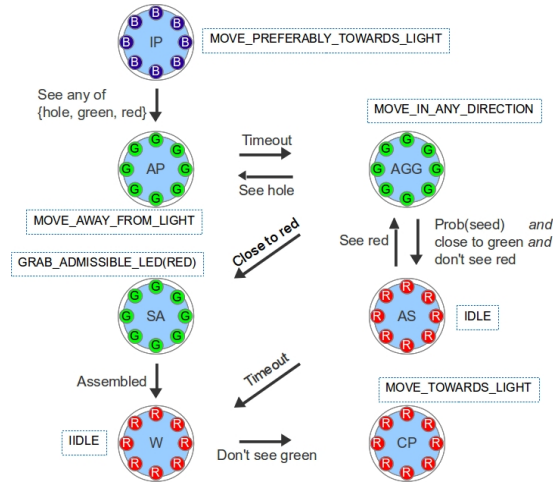 B
B B
B IP B
B B
B
MOVE_PREFERABLY_TOWARDS_LIGHT
See any of
{hole, green, red}
MOVE_IN_ANY_DIRECTION
G
G G
G AP G
G G
G
Timeout
See hole
G
G G
G AGG G
G G
G
MOVE_AWAY_FROM_LIGHT
Close to red
See red
Prob(seed) and
close to green and
don't see red
GRAB_ADMISSIBLE_LED(RED)
G
G G
G SA G
G G
G
R
R R
R AS R
R R
R
IDLE
Assembled
Timeout
MOVE_TOWARDS_LIGHT
IIDLE
R
R R
R W R
R R
R
Don't see green
R
R R
R CP R
R R
R